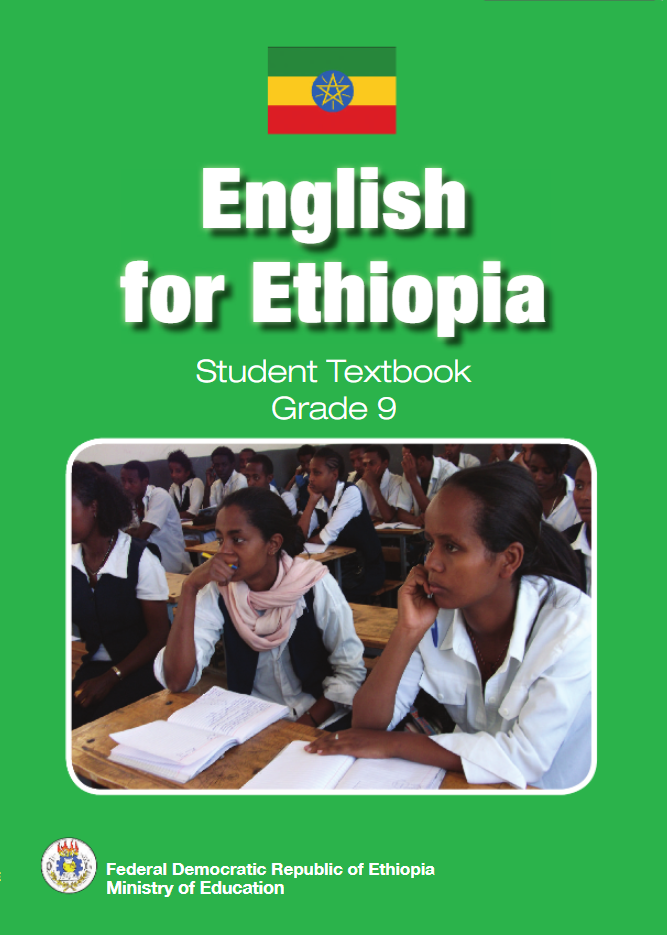 English
for Ethiopia
Student Textbook
Grade 9
Federal Democratic Republic of Ethiopia
Ministry of Education